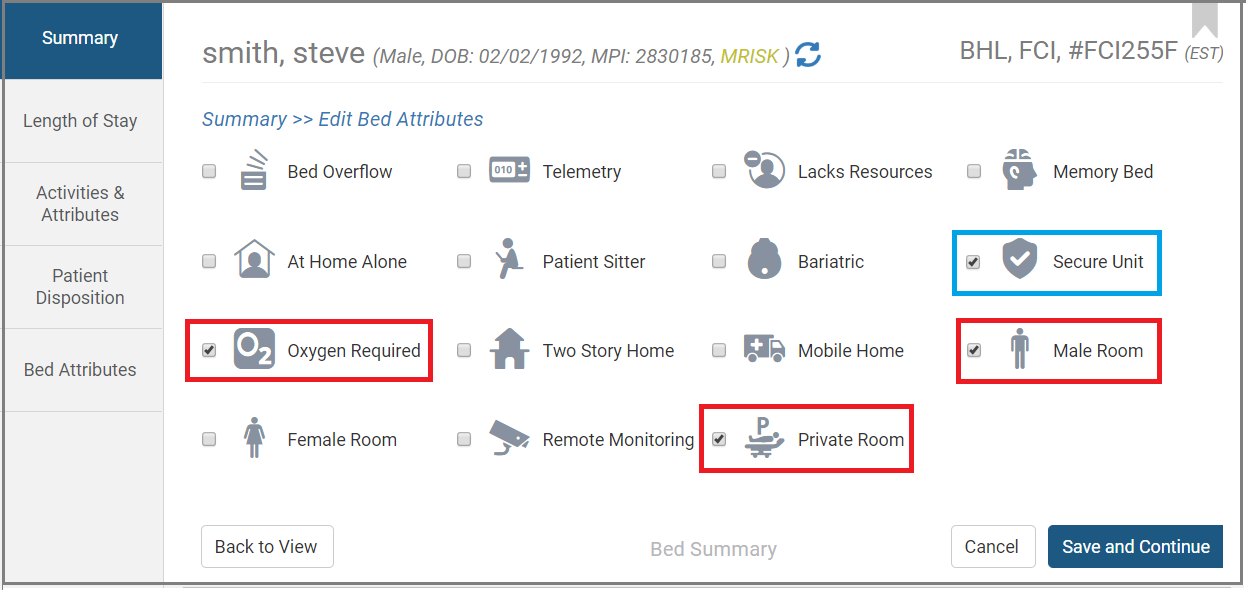 Summary
Length of Stay
Activities &
Attributes
Patient
Disposition
Bed Attributes
smith, steve (Male, DOB: 02/02/1992, MPI: 2830185, MRISK )
BHL, FCI, #FCI255F (EST)
Summary >> Edit Bed Attributes
Bed Overflow
Telemetry
010
Lacks Resources
Memory Bed
At Home Alone
Patient Sitter
Bariatric
Secure Unit
O2
Oxygen Required
Two Story Home
Mobile Home
Male Room
Female Room
Remote Monitoring
P
Private Room
Back to View
Bed Summary
Cancel
Save and Continue